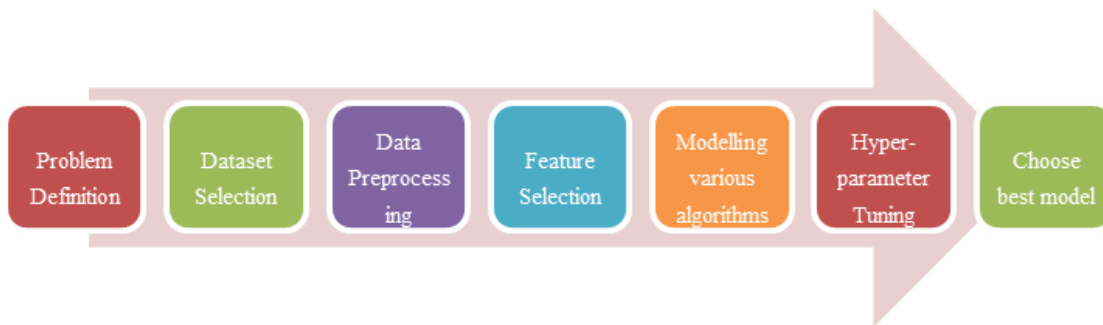 Problem
Definition
Dataset
Selection
Data
Preprocess
ing
Feature
Selection
Modelling
various
algorithms
Hyper-
parameter
Tuning
Choose
best model